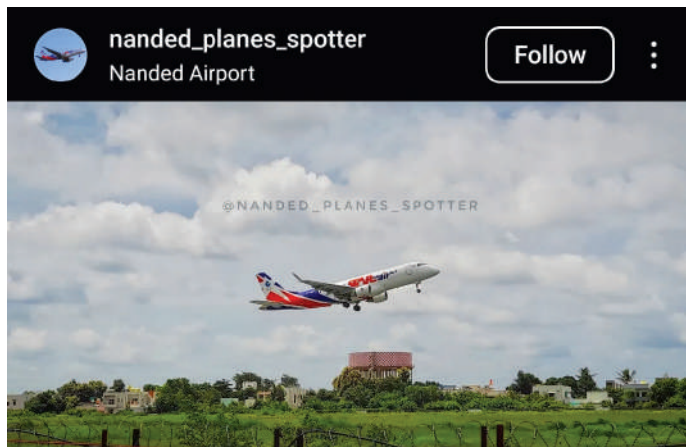 nanded_planes_spotter
Nanded Airport
Follow
@NANDED_PLANES_SPOTTER